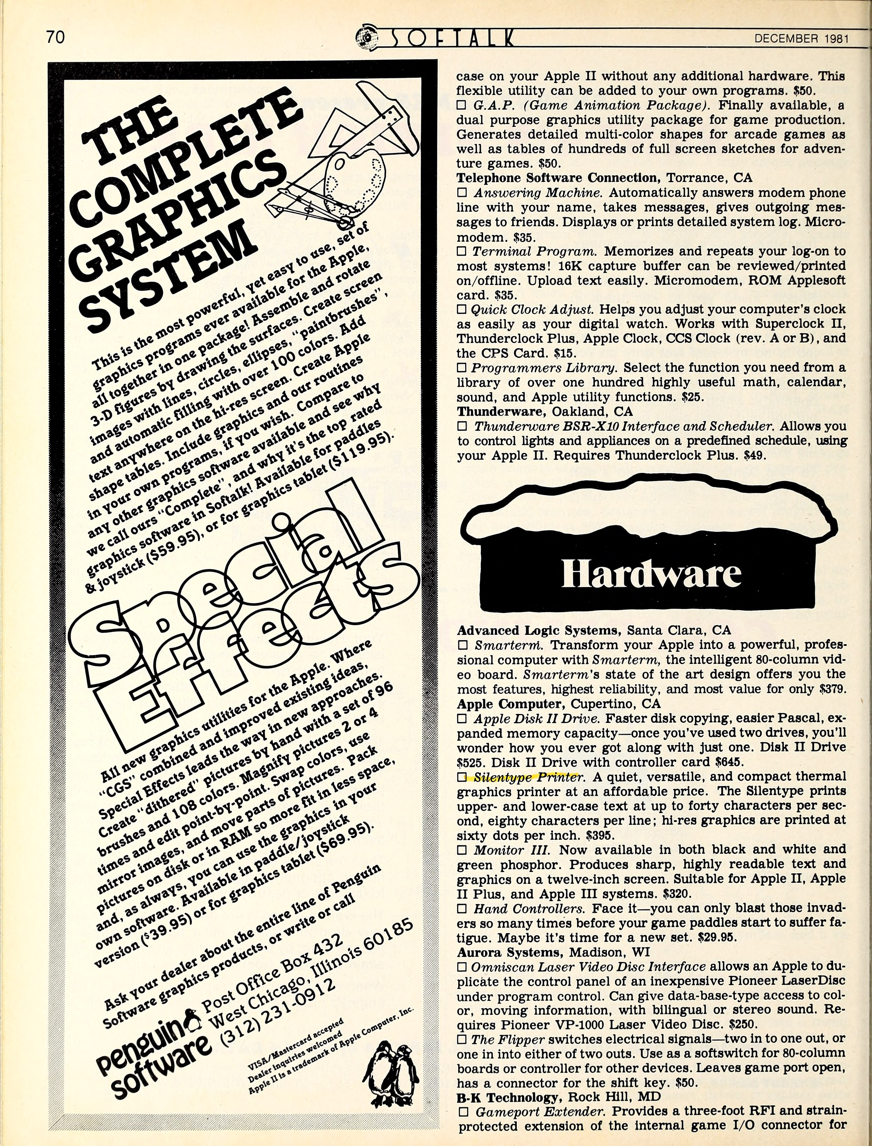 70
SOFTALK
DECEMBER 1981
THE
COMPLETE
GRAPHICS
SYSTEM
This is the most powerful, yet easy to use, set of
graphics programs ever available for the Apple,
all together in one package! Assemble and rotate
3-D figures by drawing the surfaces. Create screen
images with lines, circles, ellipses, "paintbrushes",
and automatic filling with over 100 colors. Add
text anywhere on the hi-res screen. Create Apple
shape tables. Include graphics and our routines
in your own programs, if you wish. Compare to
any other graphics software available and see why
we call ours "Complete", and why it's the top rated
graphics software in Softalk! Available for paddles
& joystick ($59.95), or for graphics tablet ($119.95).
Special
Effects
All new graphics utilities for the Apple. Where
"CGS" combined and improved existing ideas,
Special Effects leads the way in new approaches.
Create "dithered" pictures by hand with a set of 96
brushes and 108 colors. Magnify pictures 2 or 4
times and edit point-by-point. Swap colors, use
mirror images, and move parts of pictures. Pack
pictures on disk or in RAM so more fit in less space,
and, as always, you can use the graphics in your
own software. Available in paddle/joystick
version ($39.95) or for graphics tablet ($69.95).
Ask your dealer about the entire line of Penguin
Software graphics products, or write or call
penguin
software
Post Office Box 432
West Chicago, Illinois 60185
(312) 231-0912
VISA/Mastercard accepted
Dealer inquiries welcomed
Apple II is a trademark of Apple Computer, Inc.
case on your Apple II without any additional hardware. This
flexible utility can be added to your own programs. $50.
□ G.A.P. (Game Animation Package). Finally available, a
dual purpose graphics utility package for game production.
Generates detailed multi-color shapes for arcade games as
well as tables of hundreds of full screen sketches for adven-
ture games. $50.
Telephone Software Connection, Torrance, CA
□ Answering Machine. Automatically answers modem phone
line with your name, takes messages, gives outgoing mes-
sages to friends. Displays or prints detailed system log. Micro-
modem. $35.
□ Terminal Program. Memorizes and repeats your log-on to
most systems! 16K capture buffer can be reviewed/printed
on/offline. Upload text easily. Micromodem, ROM Applesoft
card. $35.
□ Quick Clock Adjust. Helps you adjust your computer's clock
as easily as your digital watch. Works with Superclock II,
Thunderclock Plus, Apple Clock, CCS Clock (rev. A or B), and
the CPS Card. $15.
□ Programmers Library. Select the function you need from a
library of over one hundred highly useful math, calendar,
sound, and Apple utility functions. $25.
Thunderware, Oakland, CA
□ Thunderware BSR-X10 Interface and Scheduler. Allows you
to control lights and appliances on a predefined schedule, using
your Apple II. Requires Thunderclock Plus. $49.
Hardware
Advanced Logic Systems, Santa Clara, CA
□ Smarterm. Transform your Apple into a powerful, profes-
sional computer with Smarterm, the intelligent 80-column vid-
eo board. Smarterm's state of the art design offers you the
most features, highest reliability, and most value for only $379.
Apple Computer, Cupertino, CA
□ Apple Disk II Drive. Faster disk copying, easier Pascal, ex-
panded memory capacity—once you've used two drives, you'll
wonder how you ever got along with just one. Disk II Drive
$525. Disk II Drive with controller card $645.
□ Silentype Printer. A quiet, versatile, and compact thermal
graphics printer at an affordable price. The Silentype prints
upper- and lower-case text at up to forty characters per sec-
ond, eighty characters per line; hi-res graphics are printed at
sixty dots per inch. $395.
□ Monitor III. Now available in both black and white and
green phosphor. Produces sharp, highly readable text and
graphics on a twelve-inch screen. Suitable for Apple II, Apple
II Plus, and Apple III systems. $320.
□ Hand Controllers. Face it—you can only blast those invad-
ers so many times before your game paddles start to suffer fa-
tigue. Maybe it's time for a new set. $29.95.
Aurora Systems, Madison, WI
□ Omniscan Laser Video Disc Interface allows an Apple to du-
plicate the control panel of an inexpensive Pioneer LaserDisc
under program control. Can give data-base-type access to col-
or, moving information, with bilingual or stereo sound. Re-
quires Pioneer VP-1000 Laser Video Disc. $250.
□ The Flipper switches electrical signals—two in to one out, or
one in into either of two outs. Use as a softswitch for 80-column
boards or controller for other devices. Leaves game port open,
has a connector for the shift key. $50.
B-K Technology, Rock Hill, MD
□ Gameport Extender. Provides a three-foot RFI and strain-
protected extension of the internal game I/O connector for